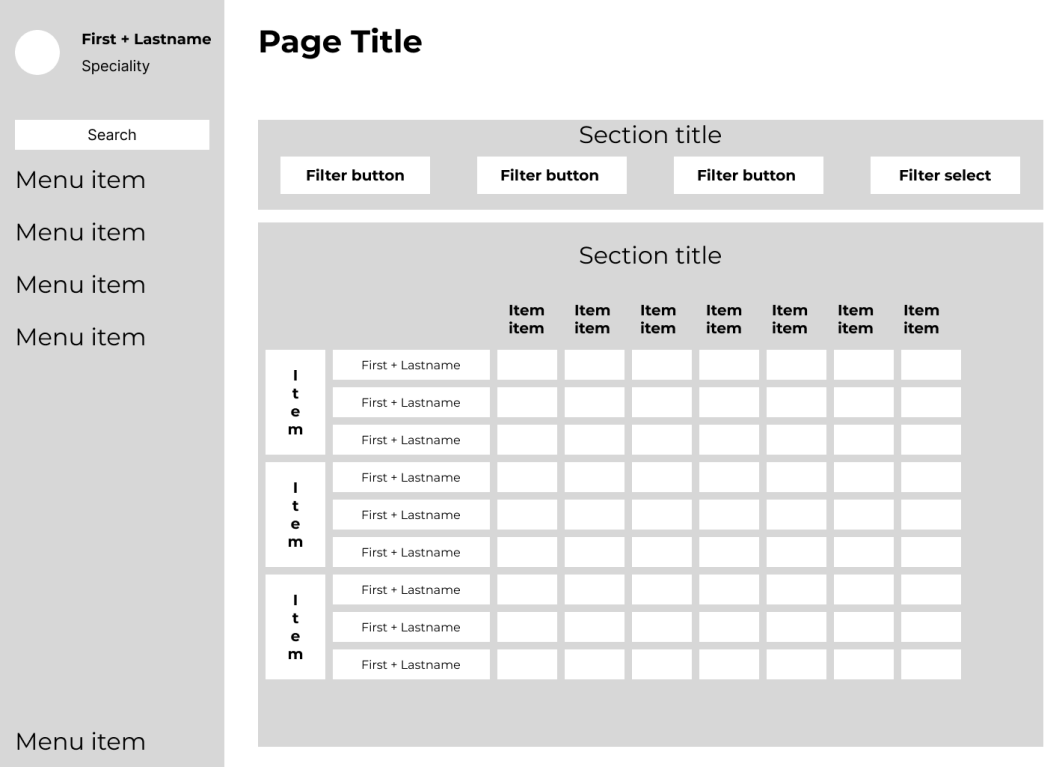 First + Lastname
Speciality
Search
Menu item
Menu item
Menu item
Menu item
Menu item
Page Title
Section title
Filter button Filter button Filter button Filter select
Section title
Item Item Item Item Item Item Item
item item item item item item item
I
t
e
m
First + Lastname
First + Lastname
First + Lastname
I
t
e
m
First + Lastname
First + Lastname
First + Lastname
I
t
e
m
First + Lastname
First + Lastname
First + Lastname